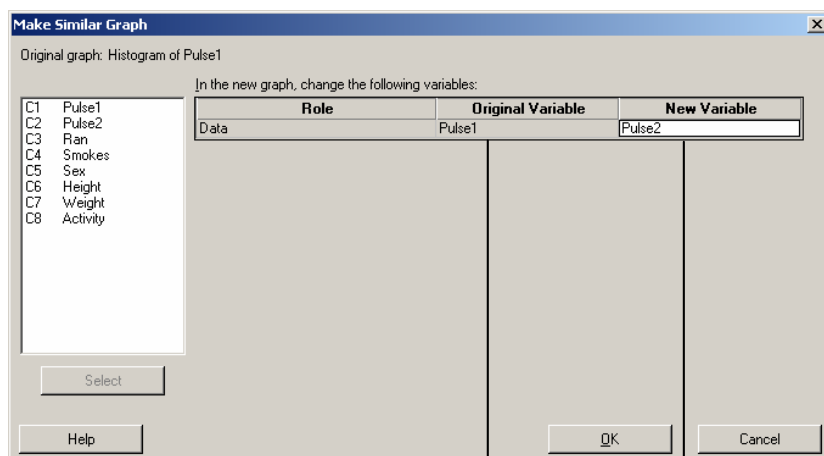 Make Similar Graph
Original graph: Histogram of Pulse1
In the new graph, change the following variables:
C1 Pulse1
C2 Pulse2
C3 Ran
C4 Smokes
C5 Sex
C6 Height
C7 Weight
C8 Activity
Role Original Variable New Variable
Data Pulse1 Pulse2
Select
Help OK Cancel